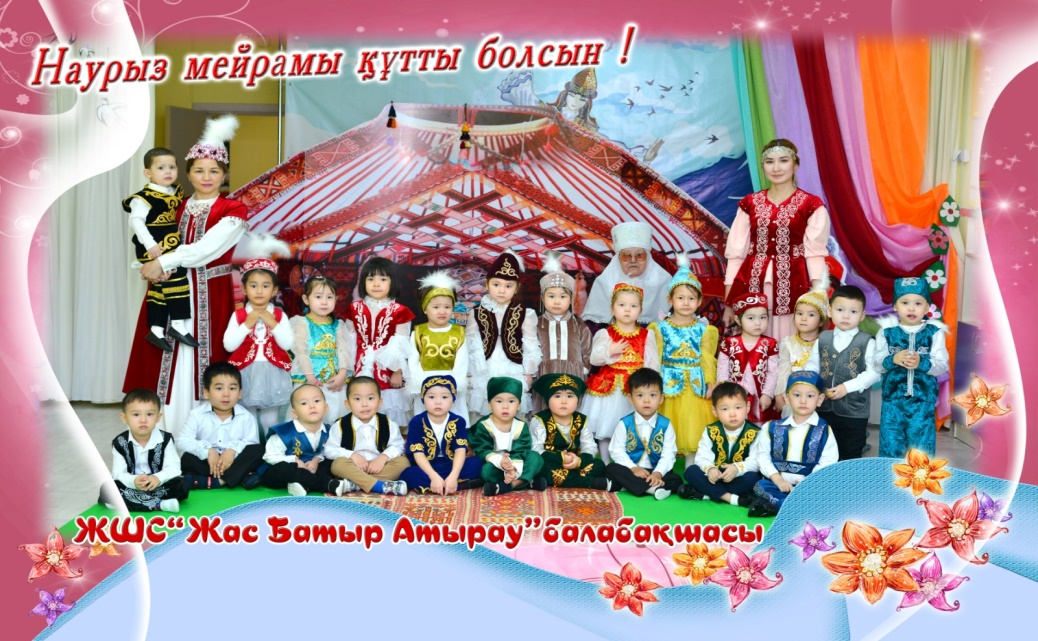 Наурыз мейрамы құтты болсын !
ЖШС “Жас Батыр Атырау” балабақшасы